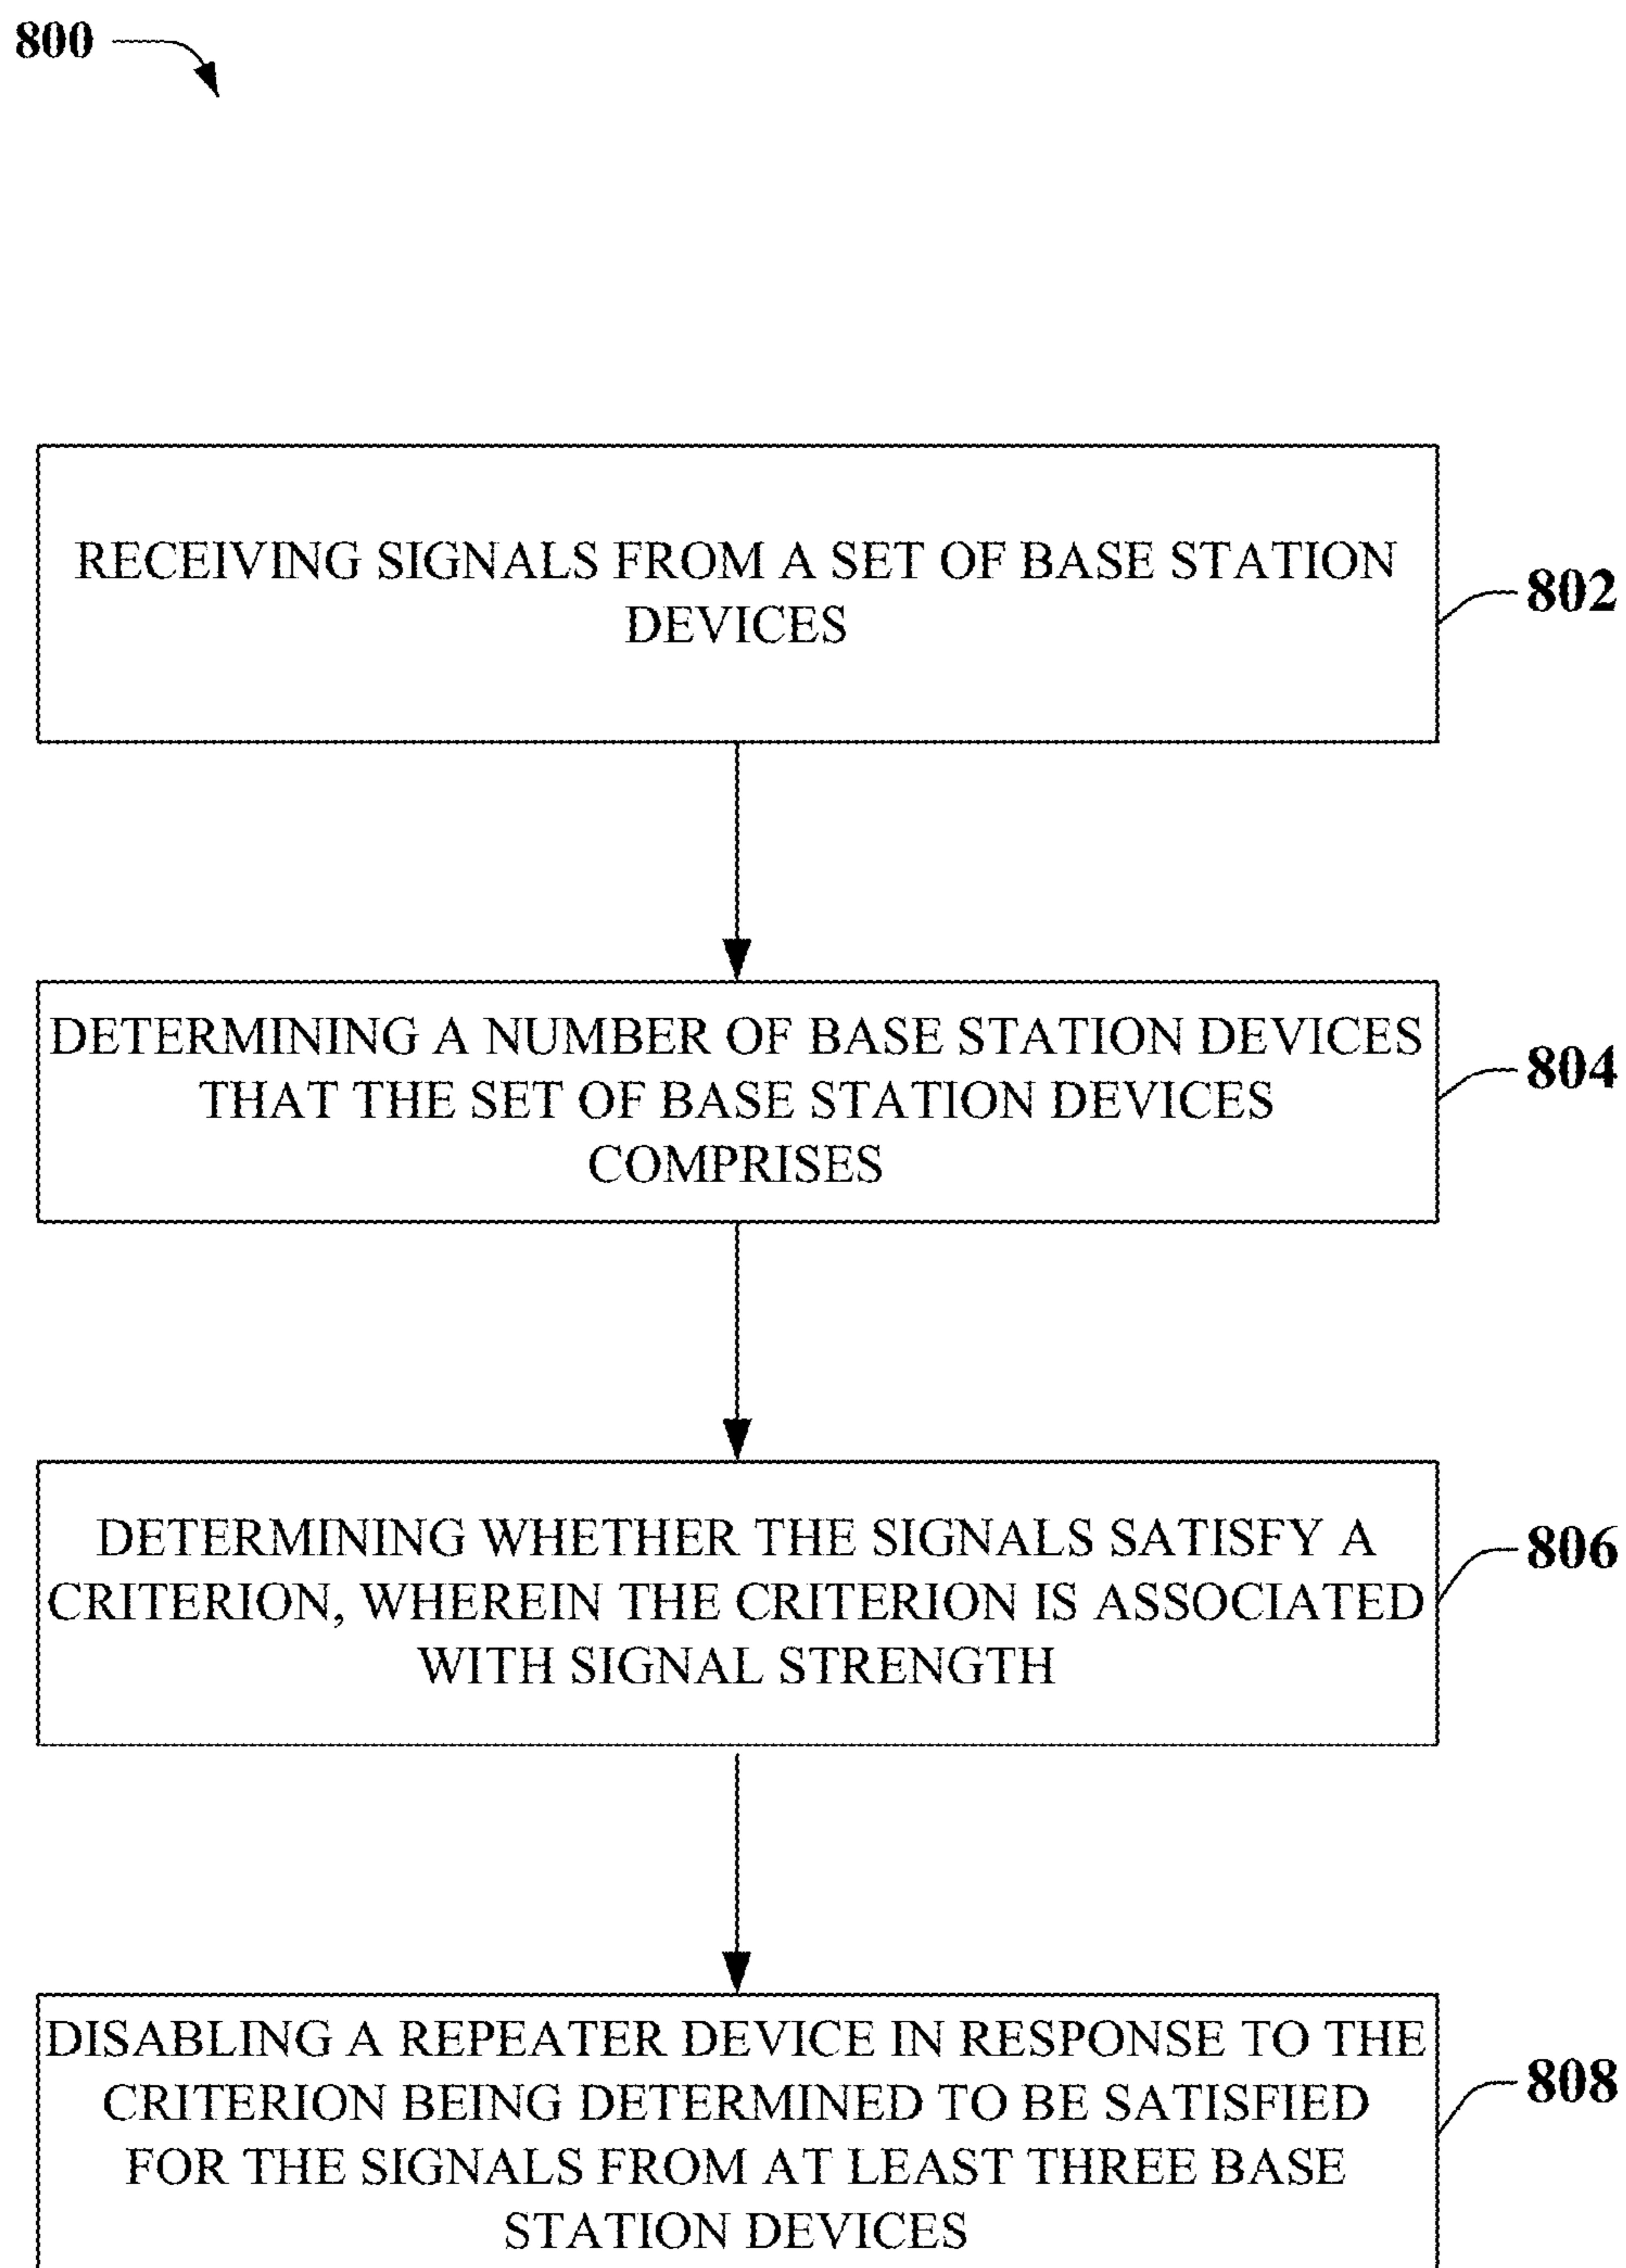 800
RECEIVING SIGNALS FROM A SET OF BASE STATION
DEVICES
802
DETERMINING A NUMBER OF BASE STATION DEVICES
THAT THE SET OF BASE STATION DEVICES
COMPRISES
804
DETERMINING WHETHER THE SIGNALS SATISFY A
CRITERION, WHEREIN THE CRITERION IS ASSOCIATED
WITH SIGNAL STRENGTH
806
DISABLING A REPEATER DEVICE IN RESPONSE TO THE
CRITERION BEING DETERMINED TO BE SATISFIED
FOR THE SIGNALS FROM AT LEAST THREE BASE
STATION DEVICES
808